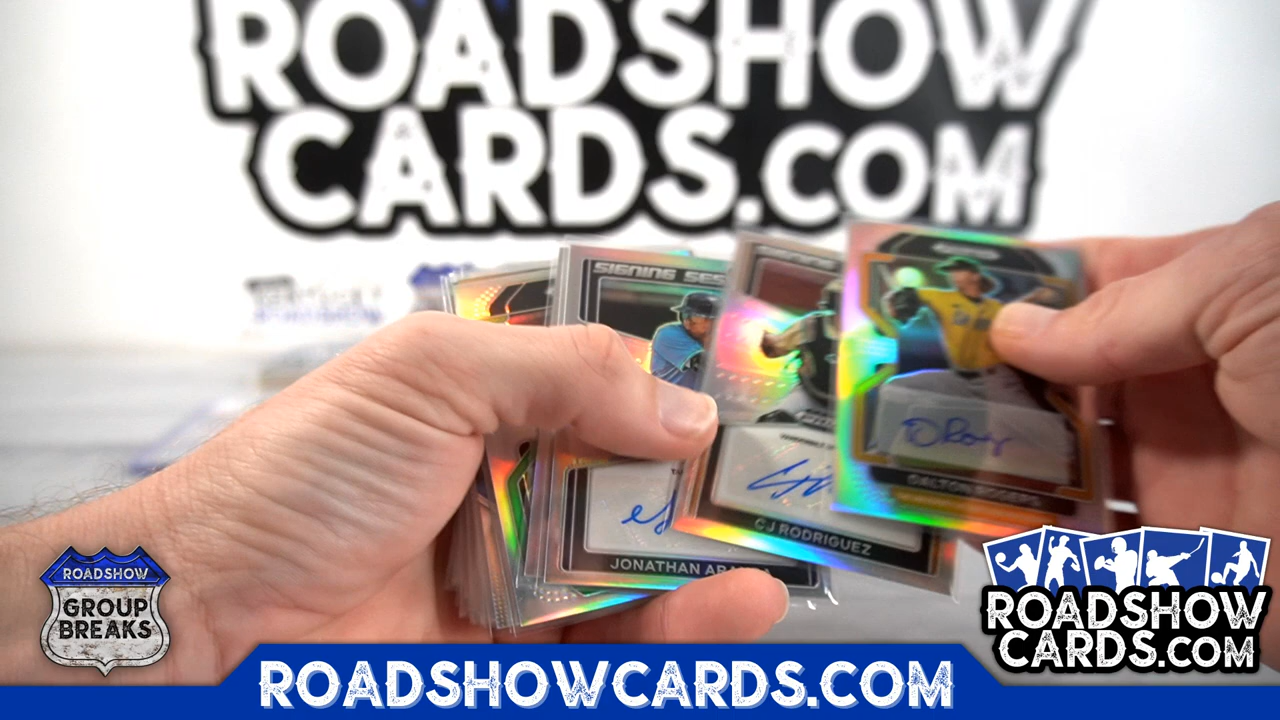 ROADSHOW
CARDS.COM
SIGNING SES
JONATHAN ARA
CJ RODRIGUEZ
DALTON ROGERS
ROADSHOW
GROUP
BREAKS
ROADSHOWCARDS.COM
ROADSHOW
CARDS.COM